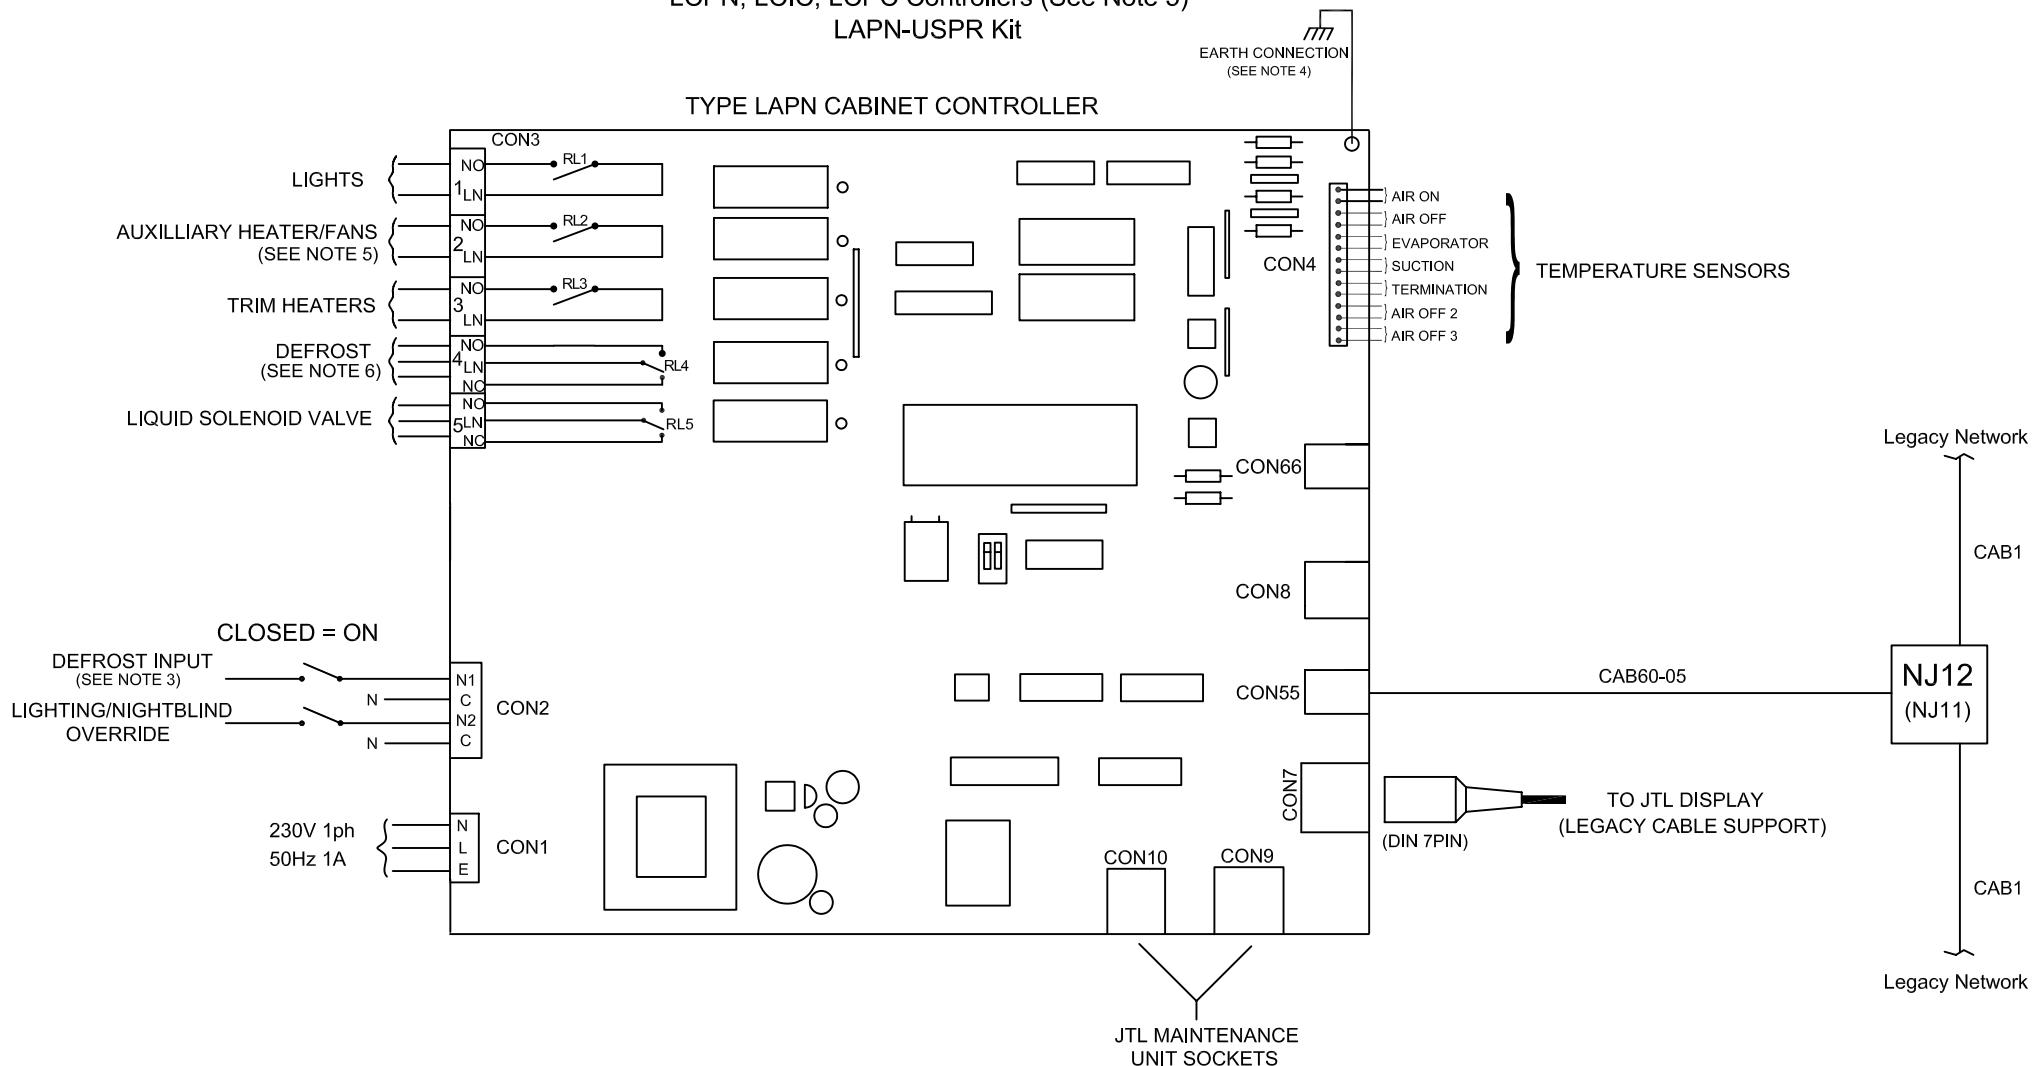 LAPN-USPR Kit
EARTH CONNECTION
(SEE NOTE 4)
TYPE LAPN CABINET CONTROLLER
CON3
LIGHTS
NO
1
LN
RL1
AUXILLIARY HEATER/FANS
(SEE NOTE 5)
NO
2
LN
RL2
TRIM HEATERS
NO
3
LN
RL3
DEFROST
(SEE NOTE 6)
NO
4
LN
NC
RL4
LIQUID SOLENOID VALVE
NO
5
LN
NC
RL5
CON4
AIR ON
AIR OFF
EVAPORATOR
SUCTION
TERMINATION
AIR OFF 2
AIR OFF 3
TEMPERATURE SENSORS
CON66
CON8
Legacy Network
CAB1
CLOSED = ON
DEFROST INPUT
(SEE NOTE 3)
N
LIGHTING/NIGHTBLIND
OVERRIDE
N
N1
C
N2
C
CON2
CON55
CAB60-05
NJ12
(NJ11)
230V 1ph
50Hz 1A
N
L
E
CON1
CON7
(DIN 7PIN)
TO JTL DISPLAY
(LEGACY CABLE SUPPORT)
CON10
CON9
CAB1
Legacy Network
JTL MAINTENANCE
UNIT SOCKETS